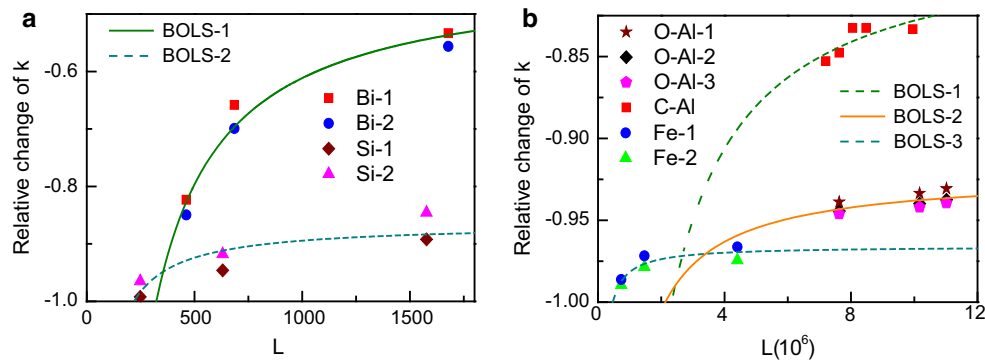 a
BOLS-1
BOLS-2
Bi-1
Bi-2
Si-1
Si-2
-0.6
-0.8
-1.0
Relative change of k
0
500
1000
1500
L
b
O-Al-1
O-Al-2
O-Al-3
C-Al
Fe-1
Fe-2
BOLS-1
BOLS-2
BOLS-3
-0.85
-0.90
-0.95
-1.00
Relative change of k
0
2
4
6
8
10
12
L(10⁶)